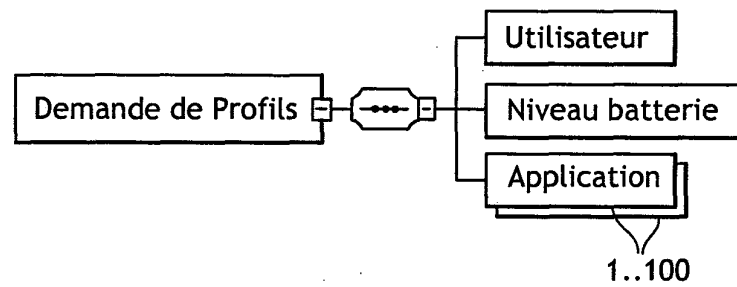 Utilisateur
Demande de Profils
Niveau batterie
Application
1..100